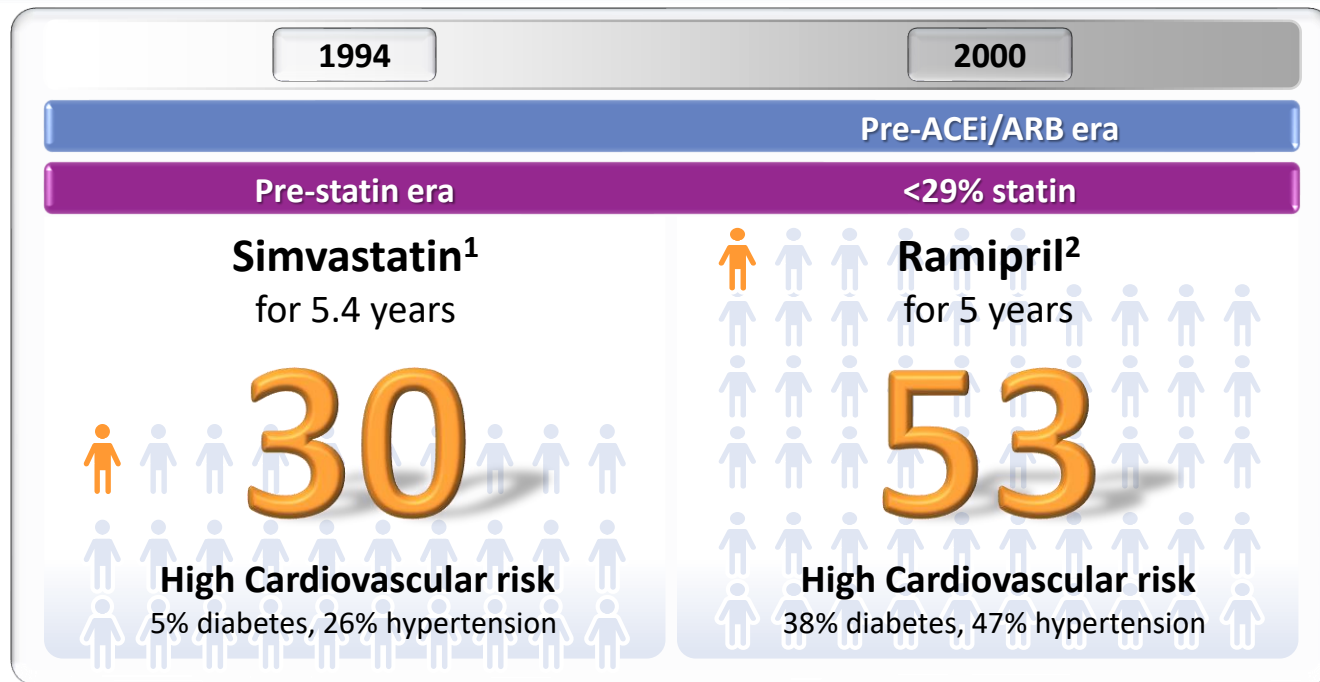 1994
2000
Pre-ACEi/ARB era
Pre-statin era
<29% statin
Simvastatin¹
for 5.4 years
30
High Cardiovascular risk
5% diabetes, 26% hypertension
Ramipril²
for 5 years
53
High Cardiovascular risk
38% diabetes, 47% hypertension